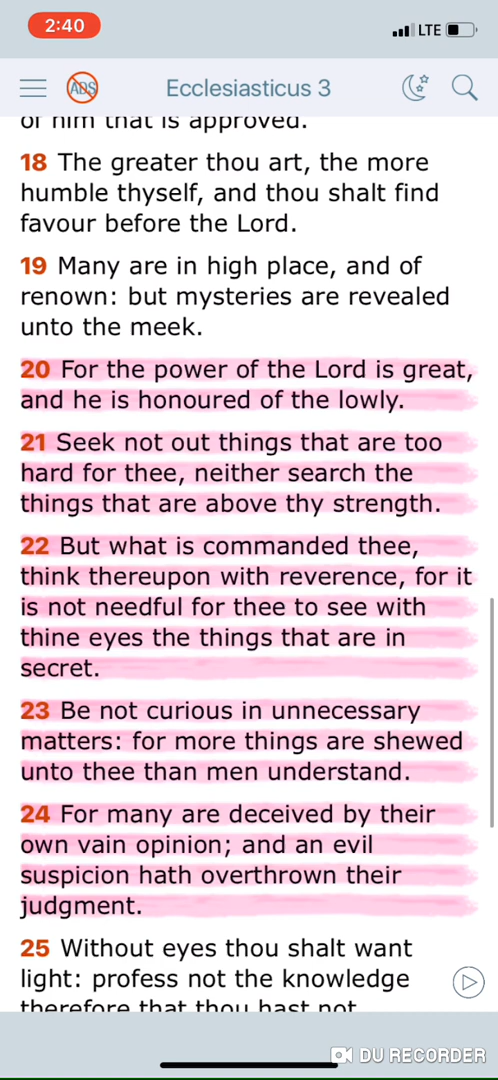 2:40
LTE
ADS
Ecclesiasticus 3
of him that is approved.
18 The greater thou art, the more
humble thyself, and thou shalt find
favour before the Lord.
19 Many are in high place, and of
renown: but mysteries are revealed
unto the meek.
20 For the power of the Lord is great,
and he is honoured of the lowly.
21 Seek not out things that are too
hard for thee, neither search the
things that are above thy strength.
22 But what is commanded thee,
think thereupon with reverence, for it
is not needful for thee to see with
thine eyes the things that are in
secret.
23 Be not curious in unnecessary
matters: for more things are shewed
unto thee than men understand.
24 For many are deceived by their
own vain opinion; and an evil
suspicion hath overthrown their
judgment.
25 Without eyes thou shalt want
light: profess not the knowledge
therefore that thou hast not.
DU RECORDER